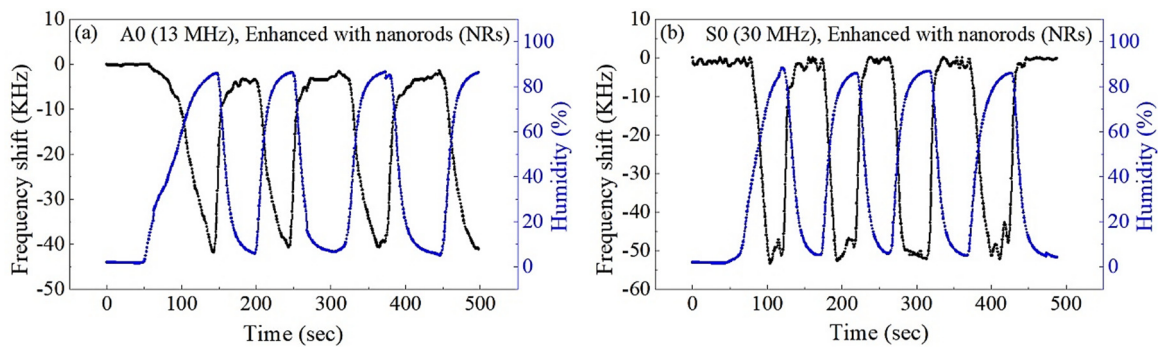 (a) A0 (13 MHz), Enhanced with nanorods (NRs)
10
0
-10
-20
-30
-40
-50
Frequency shift (KHz)
100
80
60
40
20
0
Humidity (%)
0 100 200 300 400 500
Time (sec)
(b) S0 (30 MHz), Enhanced with nanorods (NRs)
10
0
-10
-20
-30
-40
-50
-60
Frequency shift (KHz)
100
80
60
40
20
0
Humidity (%)
0 100 200 300 400 500
Time (sec)